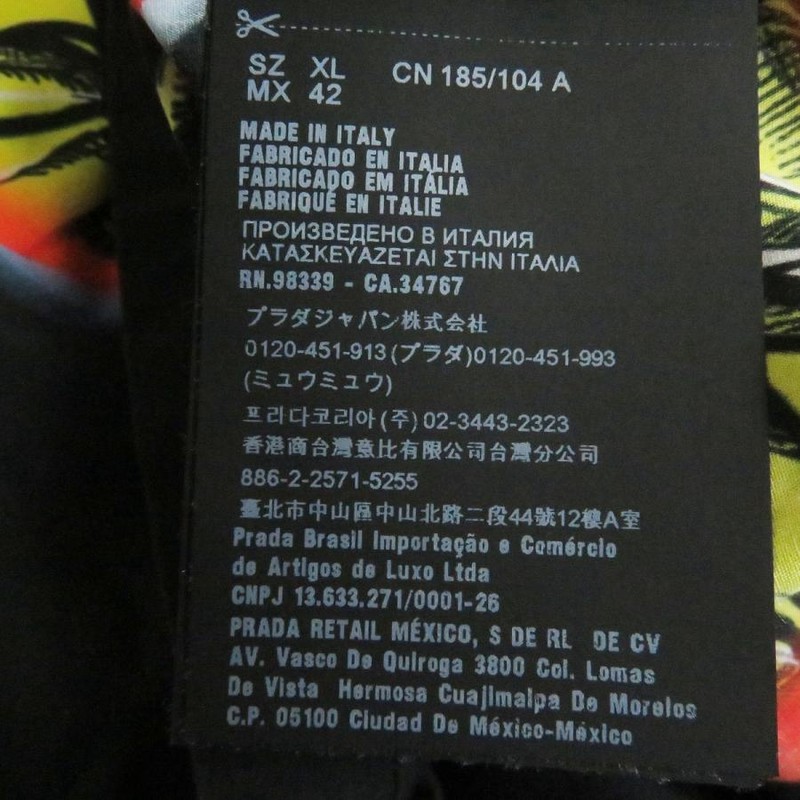 SZ XL CN 185/104 A
MX 42
MADE IN ITALY
FABRICADO EN ITALIA
FABRICADO EM ITÁLIA
FABRIQUÉ EN ITALIE
ПРОИЗВЕДЕНО В ИТАЛИЯ
ΚΑΤΑΣΚΕΥΑΖΕΤΑΙ ΣΤΗΝ ΙΤΑΛΙΑ
RN.98339 - CA.34767
プラダジャパン株式会社
0120-451-913(プラダ)0120-451-993
(ミュウミュウ)
프라다코리아(주) 02-3443-2323
香港商台灣意比有限公司台灣分公司
886-2-2571-5255
臺北市中山區中山北路二段44號12樓A室
Prada Brasil Importação e Comércio
de Artigos de Luxo Ltda
CNPJ 13.633.271/0001-26
PRADA RETAIL MÉXICO, S DE RL DE CV
AV. Vasco De Quiroga 3800 Col. Lomas
De Vista Hermosa Cuajimalpa De Morelos
C.P. 05100 Ciudad De México-México